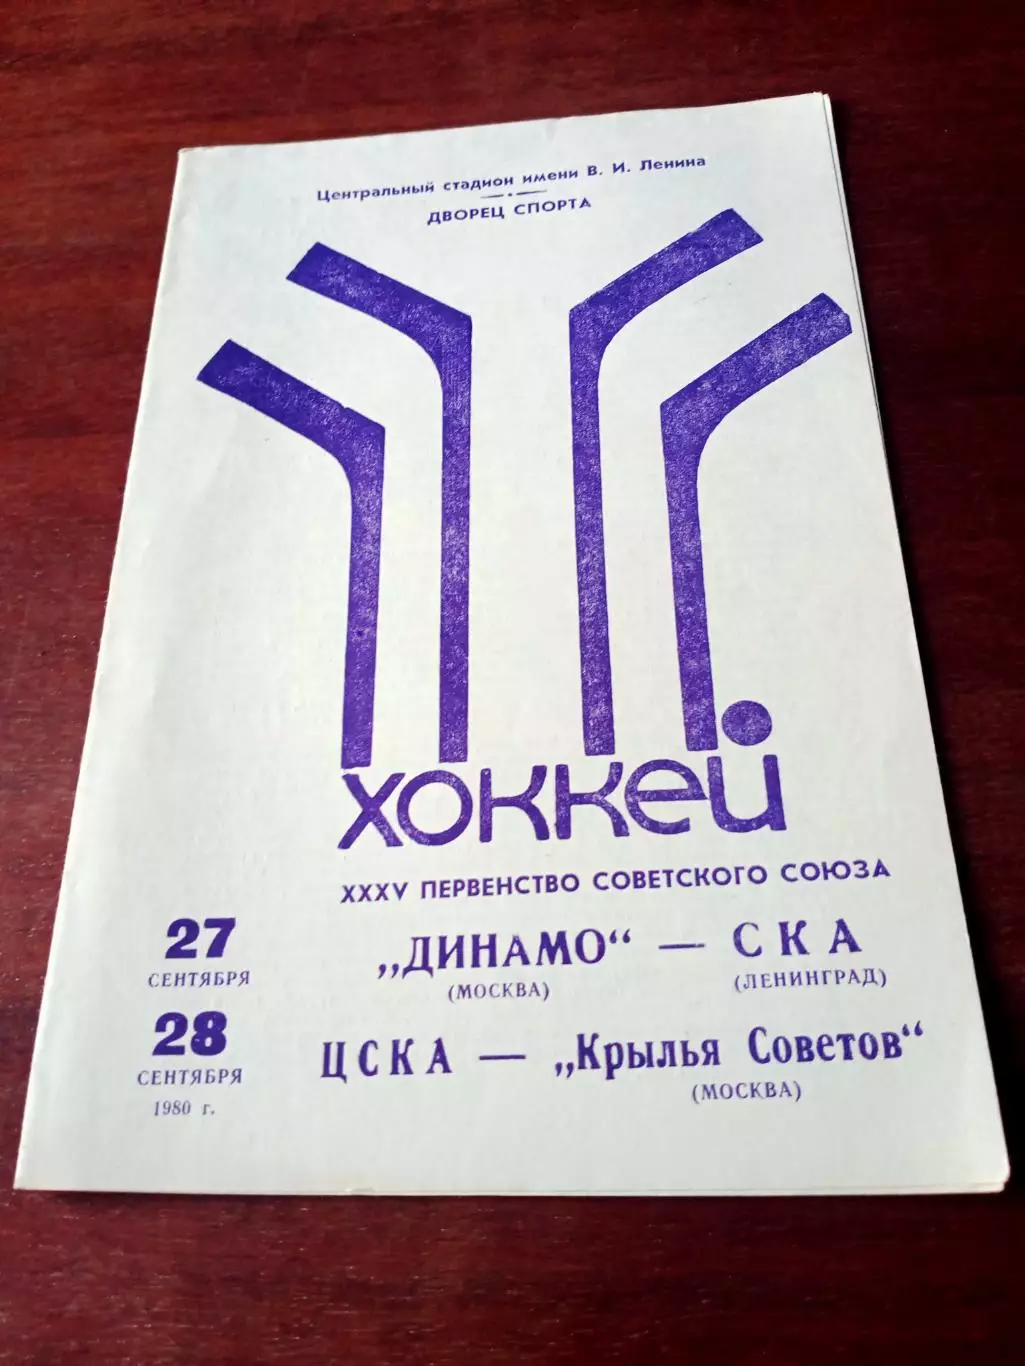 Центральный стадион имени В. И. Ленина
ДВОРЕЦ СПОРТА
хоккей
XXXV ПЕРВЕНСТВО СОВЕТСКОГО СОЮЗА
27 „ДИНАМО“ — СКА
СЕНТЯБРЯ (МОСКВА) (ЛЕНИНГРАД)
28 ЦСКА — „Крылья Советов“
СЕНТЯБРЯ (МОСКВА)
1980 г.